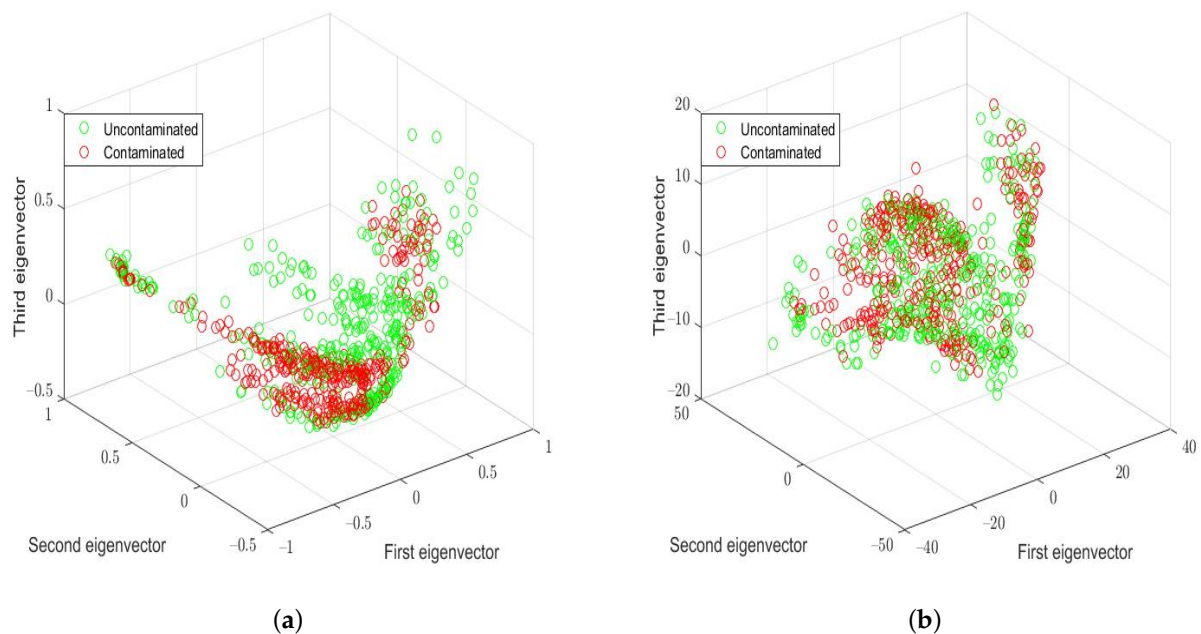 1
Uncontaminated
Contaminated
0.5
0
–0.5
Third eigenvector
1
0.5
0
–0.5
Second eigenvector
–1
–0.5
0
0.5
1
First eigenvector
(a)
20
Uncontaminated
Contaminated
10
0
–10
–20
Third eigenvector
50
0
–50
Second eigenvector
–40
–20
0
20
40
First eigenvector
(b)